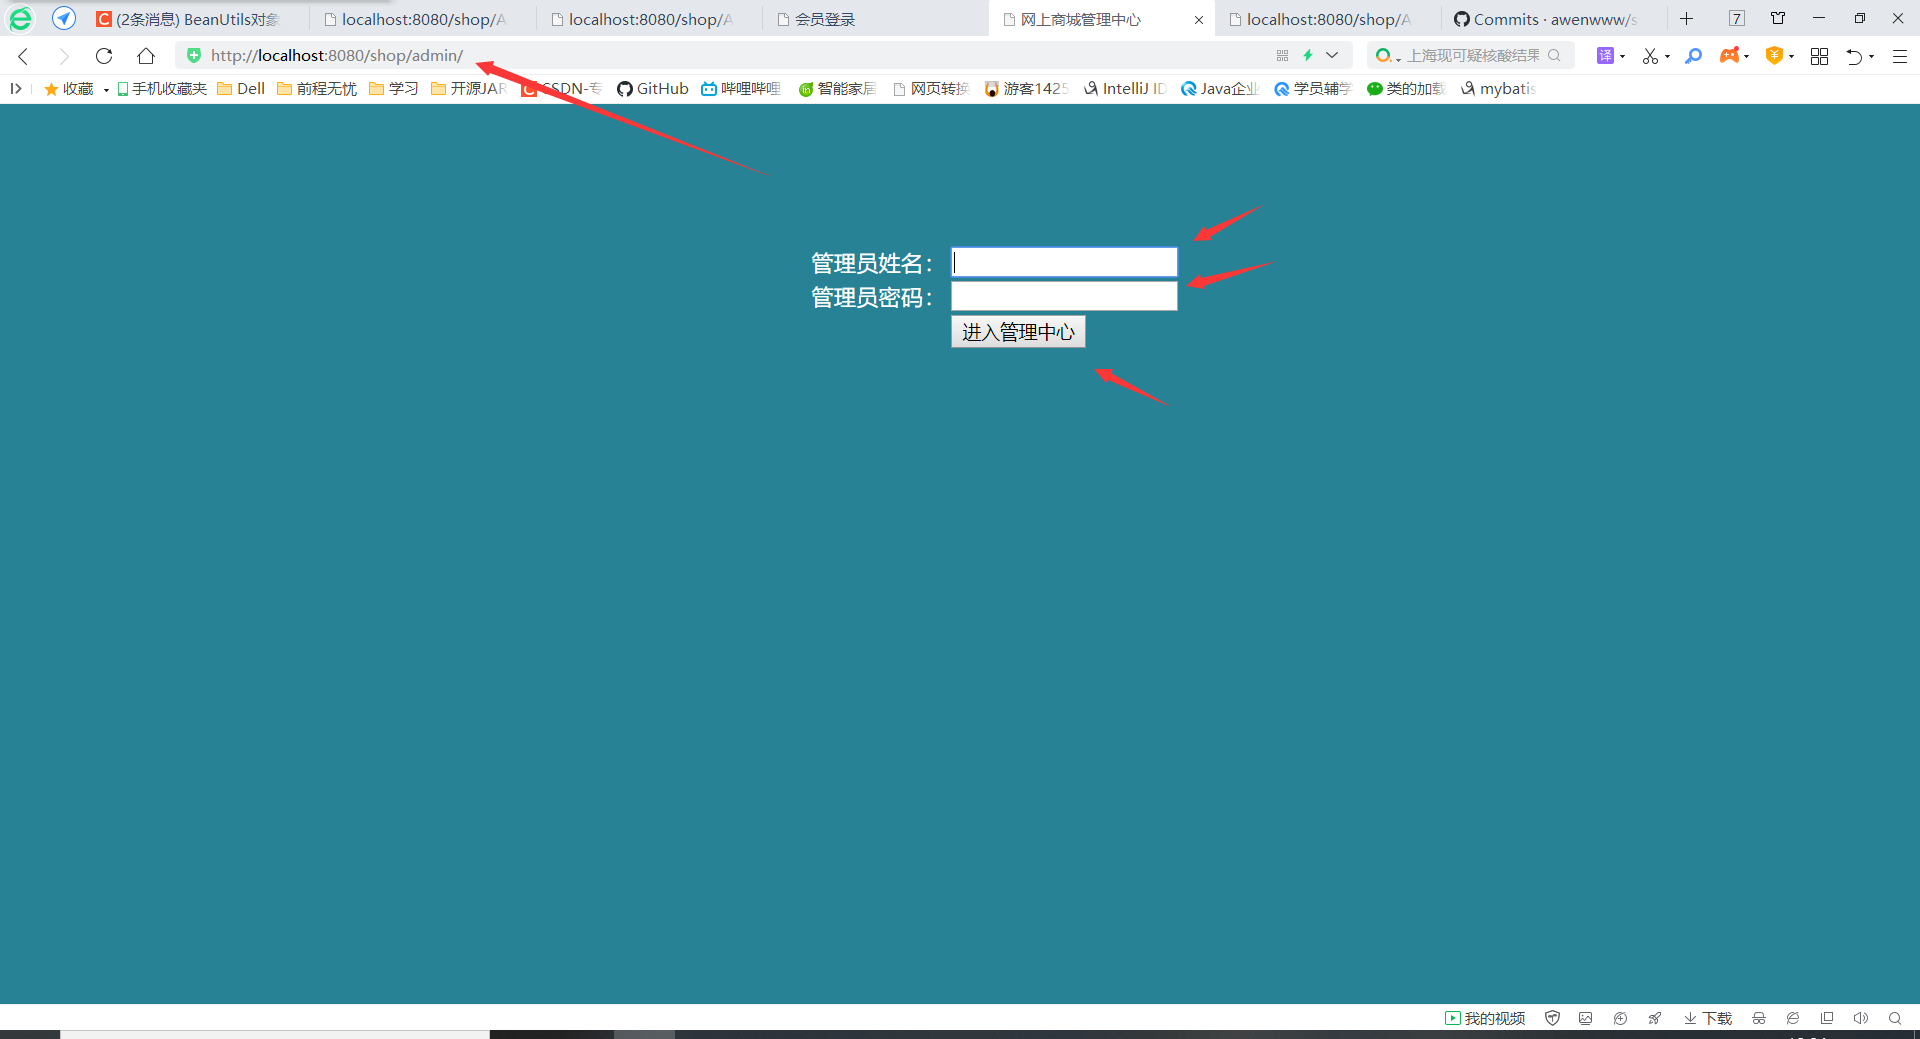 (2条消息) BeanUtils对象
localhost:8080/shop/A
localhost:8080/shop/A
会员登录
网上商城管理中心
localhost:8080/shop/A
Commits · awenwww/s
7
http://localhost:8080/shop/admin/
上海现可疑核酸结果
译
收藏
手机收藏夹
Dell
前程无忧
学习
开源JAR
CSDN-专
GitHub
哔哩哔哩
智能家居
网页转换
游客1425
IntelliJ ID
Java企业
学员辅学
类的加载
mybatis
管理员姓名：
管理员密码：
进入管理中心
我的视频
下载